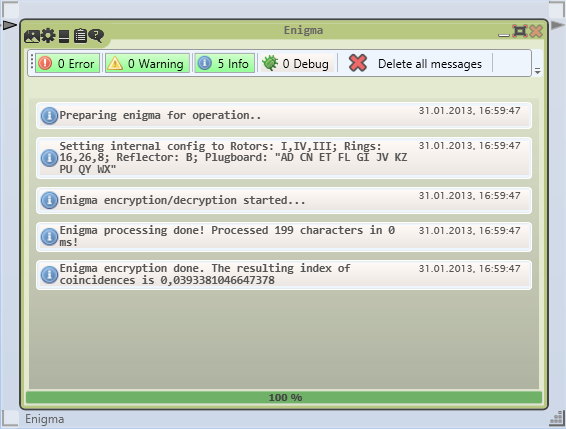 Enigma
0 Error 0 Warning 5 Info 0 Debug Delete all messages
Preparing enigma for operation.. 31.01.2013, 16:59:47
Setting internal config to Rotors: I,IV,III; Rings: 31.01.2013, 16:59:47
16,26,8; Reflector: B; Plugboard: "AD CN ET FL GI JV KZ
PU QY WX"
Enigma encryption/decryption started... 31.01.2013, 16:59:47
Enigma processing done! Processed 199 characters in 0 31.01.2013, 16:59:47
ms!
Enigma encryption done. The resulting index of 31.01.2013, 16:59:47
coincidences is 0,0393381046647378
100 %
Enigma